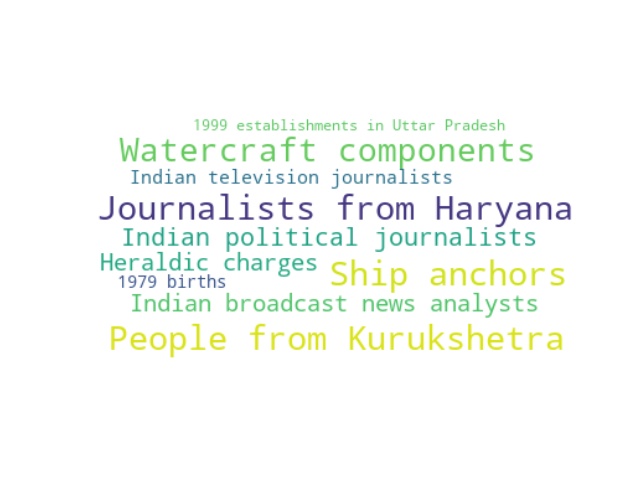 1999 establishments in Uttar Pradesh
Watercraft components
Indian television journalists
Journalists from Haryana
Indian political journalists
Heraldic charges
Ship anchors
1979 births
Indian broadcast news analysts
People from Kurukshetra